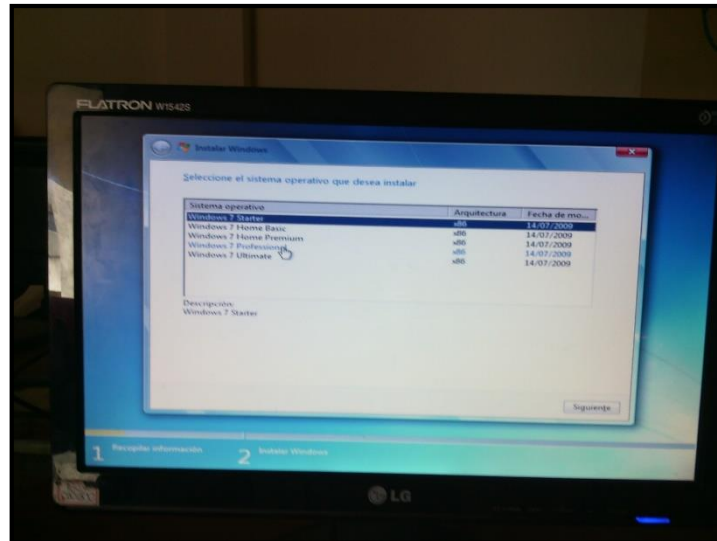 FLATRON W1542S
Instalar Windows
Seleccione el sistema operativo que desea instalar
Sistema operativo Arquitectura Fecha de mo...
Windows 7 Starter x86 14/07/2009
Windows 7 Home Basic x86 14/07/2009
Windows 7 Home Premium x86 14/07/2009
Windows 7 Professional x86 14/07/2009
Windows 7 Ultimate x86 14/07/2009
Descripción:
Windows 7 Starter
Siguiente
1 Recopilar información 2 Instalar Windows
LG